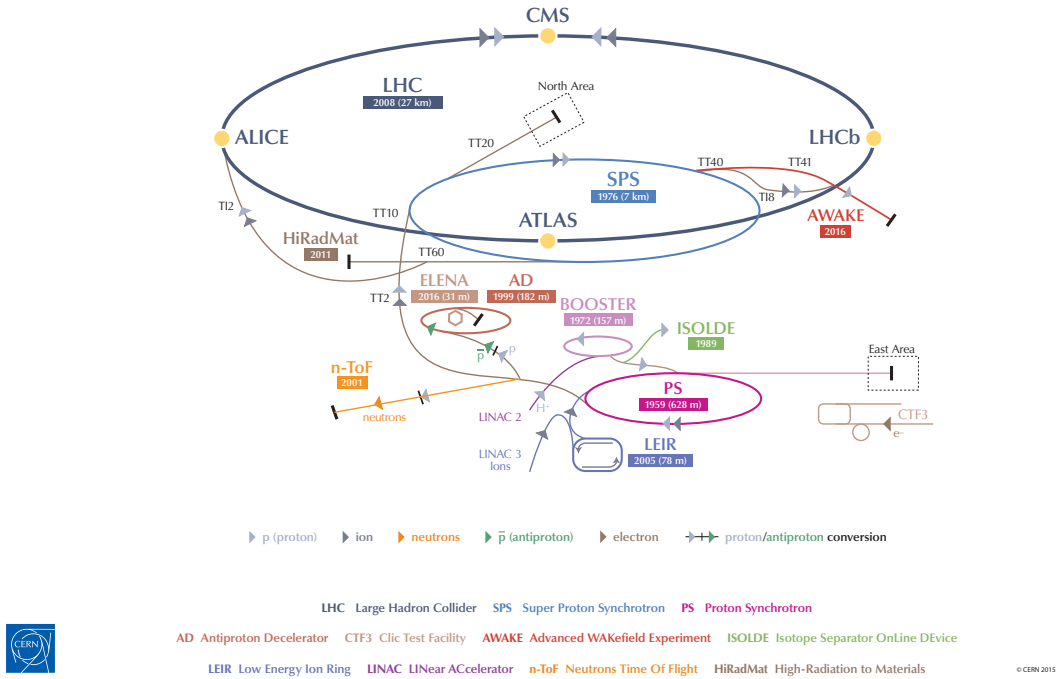 CMS
LHC
2008 (27 km)
North Area
ALICE
TT20
LHCb
TT40
TT41
SPS
1976 (7 km)
TI8
TI2
TT10
ATLAS
AWAKE
2016
HiRadMat
2011
TT60
ELENA
2016 (31 m)
AD
1999 (182 m)
TT2
BOOSTER
1972 (157 m)
ISOLDE
1989
p
p̅
East Area
n-ToF
2001
neutrons
PS
1959 (628 m)
H⁻
LINAC 2
CTF3
e⁻
LINAC 3
Ions
LEIR
2005 (78 m)
p (proton) ion neutrons p̅ (antiproton) electron proton/antiproton conversion
LHC Large Hadron Collider SPS Super Proton Synchrotron PS Proton Synchrotron
AD Antiproton Decelerator CTF3 Clic Test Facility AWAKE Advanced WAKefield Experiment ISOLDE Isotope Separator OnLine DEvice
LEIR Low Energy Ion Ring LINAC LINear ACcelerator n-ToF Neutrons Time Of Flight HiRadMat High-Radiation to Materials
CERN
© CERN 2015